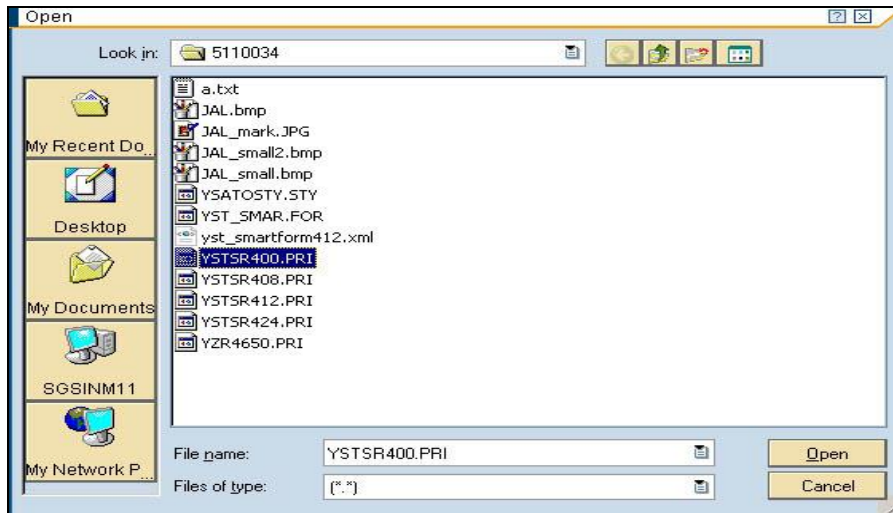 Open
Look in: 5110034
My Recent Do...
Desktop
My Documents
SGSINM11
My Network P...
a.txt
JAL.bmp
JAL_mark.JPG
JAL_small2.bmp
JAL_small.bmp
YSATOSTY.STY
YST_SMAR.FOR
yst_smartform412.xml
YSTSR400.PRI
YSTSR408.PRI
YSTSR412.PRI
YSTSR424.PRI
YZR4650.PRI
File name: YSTSR400.PRI Open
Files of type: (*.*) Cancel